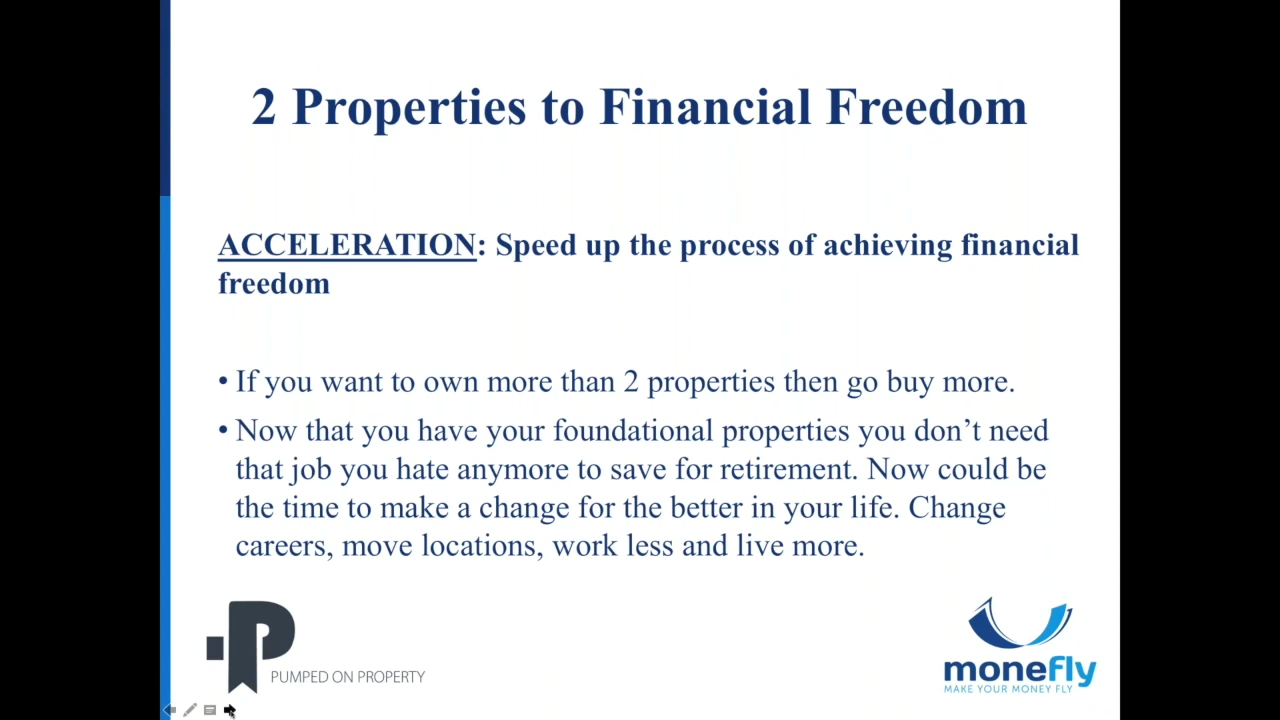 2 Properties to Financial Freedom
ACCELERATION: Speed up the process of achieving financial
freedom
• If you want to own more than 2 properties then go buy more.
• Now that you have your foundational properties you don’t need
that job you hate anymore to save for retirement. Now could be
the time to make a change for the better in your life. Change
careers, move locations, work less and live more.
P
PUMPED ON PROPERTY
monefly
MAKE YOUR MONEY FLY